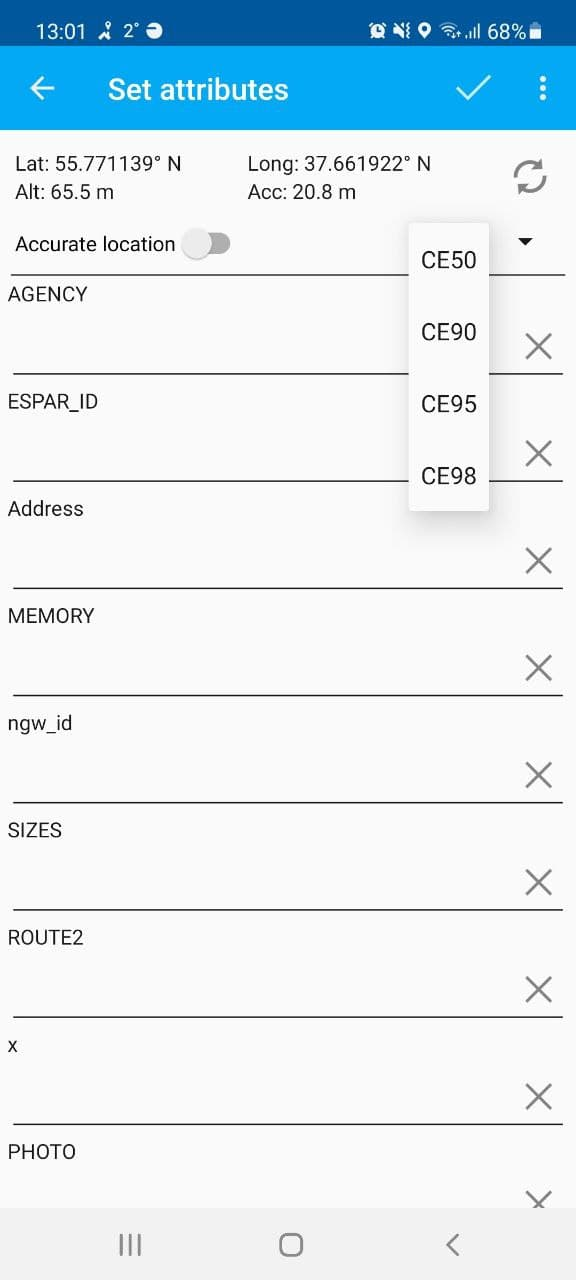 13:01 2° 68%
Set attributes
Lat: 55.771139° N Long: 37.661922° N
Alt: 65.5 m Acc: 20.8 m
Accurate location
CE50
CE90
CE95
CE98
AGENCY
ESPAR_ID
Address
MEMORY
ngw_id
SIZES
ROUTE2
x
PHOTO